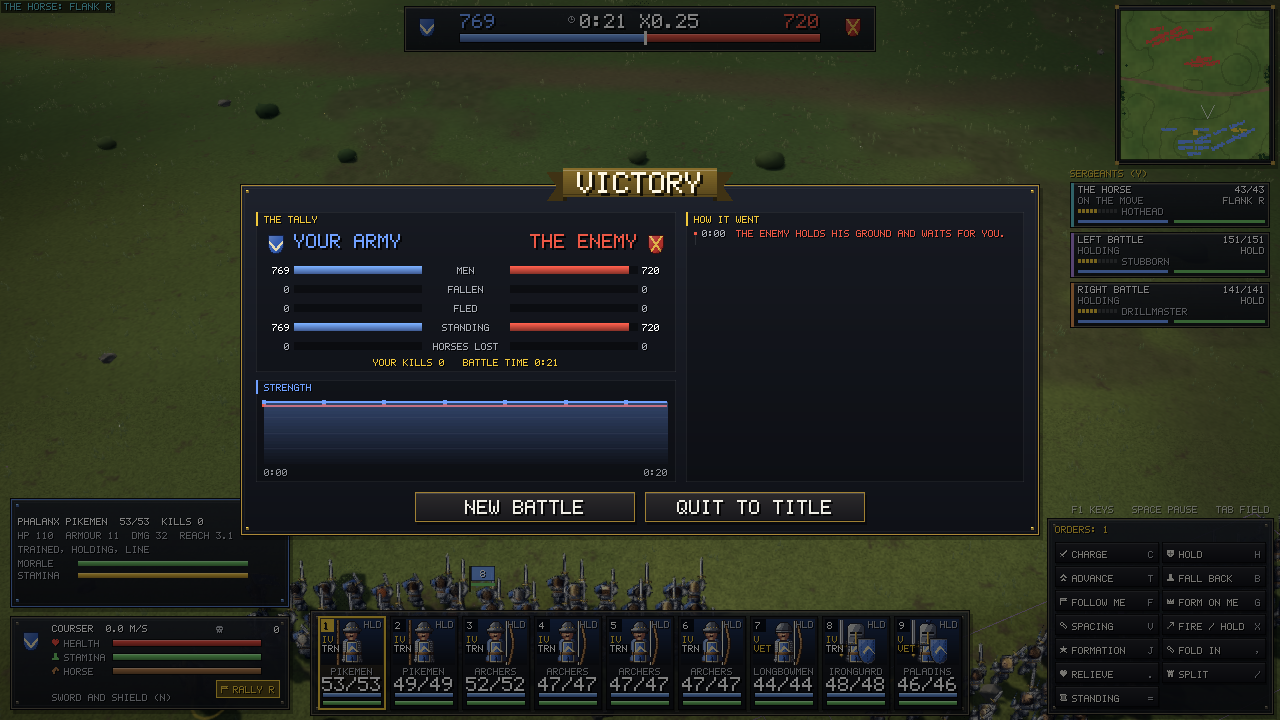 THE HORSE: FLANK R
769 0:21 X0.25 720
VICTORY
THE TALLY
YOUR ARMY THE ENEMY
769 MEN 720
0 FALLEN 0
0 FLED 0
769 STANDING 720
0 HORSES LOST 0
YOUR KILLS 0 BATTLE TIME 0:21
STRENGTH
0:00 0:20
HOW IT WENT
0:00 THE ENEMY HOLDS HIS GROUND AND WAITS FOR YOU.
NEW BATTLE QUIT TO TITLE
SERGEANTS (Y)
THE HORSE 43/43
ON THE MOVE FLANK R
HOTHEAD
LEFT BATTLE 151/151
HOLDING HOLD
STUBBORN
RIGHT BATTLE 141/141
HOLDING HOLD
DRILLMASTER
F1 KEYS SPACE PAUSE TAB FIELD
PHALANX PIKEMEN 53/53 KILLS 0
HP 110 ARMOUR 11 DMG 32 REACH 3.1
TRAINED, HOLDING, LINE
MORALE
STAMINA
COURSER 0.0 M/S 0
HEALTH
STAMINA
HORSE
SWORD AND SHIELD (N) RALLY R
8
1 HLD
IV
TRN
PIKEMEN
53/53
2 HLD
IV
TRN
PIKEMEN
49/49
3 HLD
IV
TRN
ARCHERS
52/52
4 HLD
IV
TRN
ARCHERS
47/47
5 HLD
IV
TRN
ARCHERS
47/47
6 HLD
IV
TRN
ARCHERS
47/47
7 HLD
V
VET
LONGBOWMEN
44/44
8 HLD
IV
TRN
IRONGUARD
48/48
9 HLD
V
VET
PALADINS
46/46
ORDERS: 1
CHARGE C HOLD H
ADVANCE T FALL BACK B
FOLLOW ME F FORM ON ME G
SPACING V FIRE / HOLD X
FORMATION J FOLD IN ,
RELIEVE . SPLIT /
STANDING =